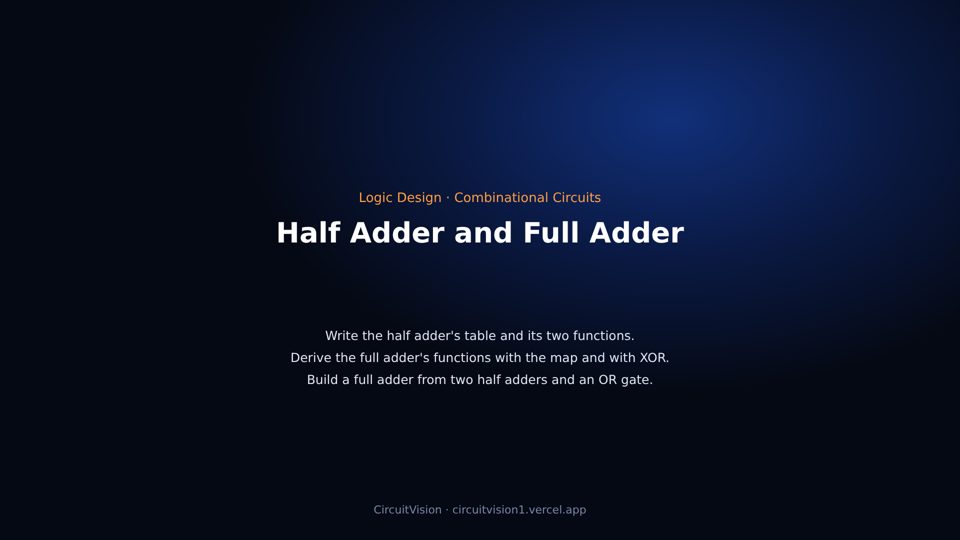 Logic Design · Combinational Circuits
Half Adder and Full Adder
Write the half adder's table and its two functions.
Derive the full adder's functions with the map and with XOR.
Build a full adder from two half adders and an OR gate.
CircuitVision · circuitvision1.vercel.app